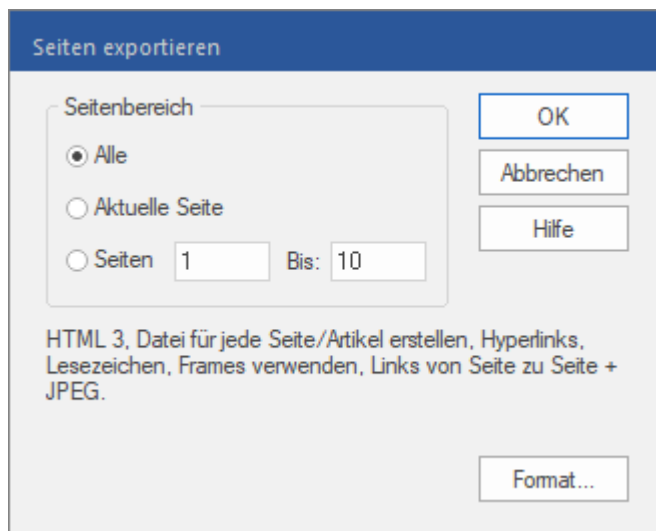 Seiten exportieren
Seitenbereich
Alle
Aktuelle Seite
Seiten 1 Bis: 10
OK
Abbrechen
Hilfe
HTML 3, Datei für jede Seite/Artikel erstellen, Hyperlinks,
Lesezeichen, Frames verwenden, Links von Seite zu Seite +
JPEG.
Format...